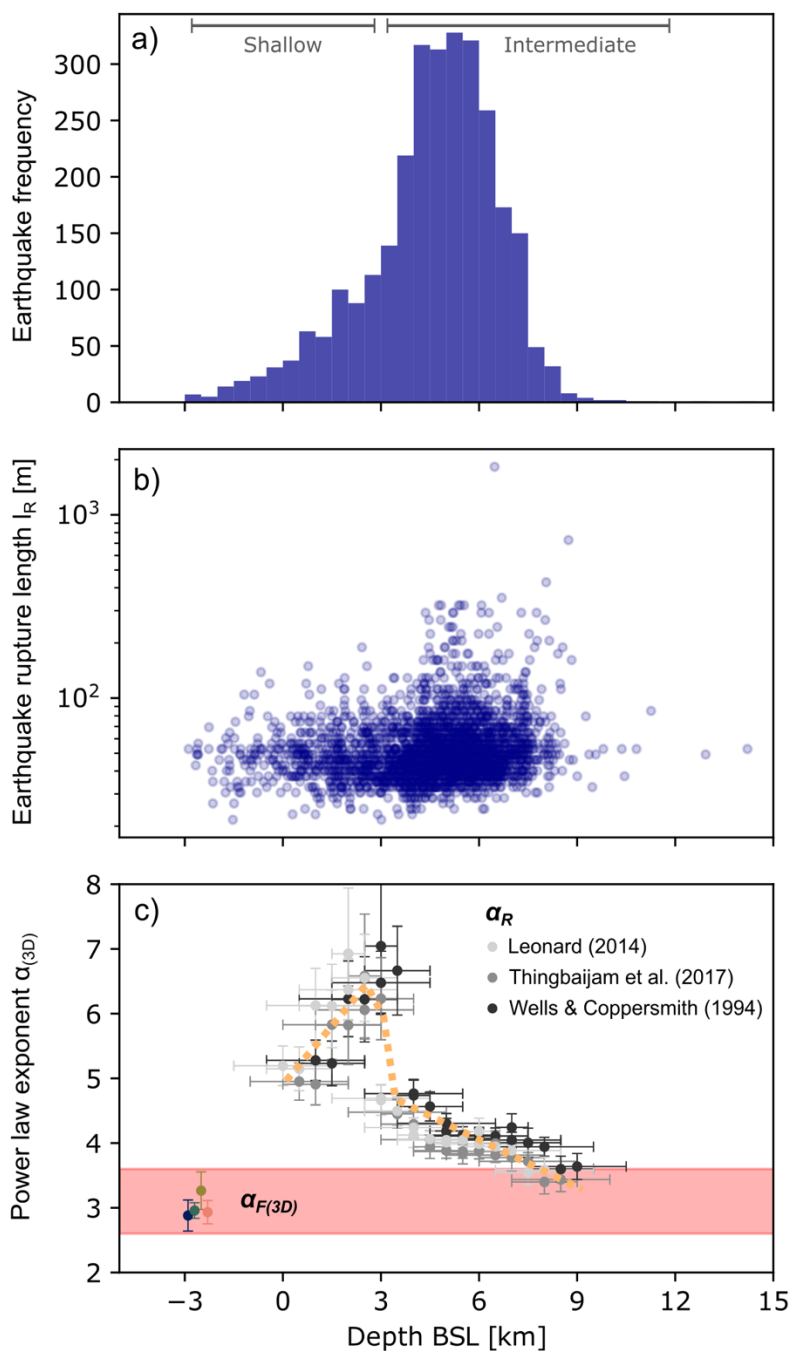 a)
Shallow
Intermediate
Earthquake frequency
300
250
200
150
100
50
0
b)
Earthquake rupture length l_R [m]
10³
10²
c)
Power law exponent α_(3D)
8
7
6
5
4
3
2
α_R
Leonard (2014)
Thingbaijam et al. (2017)
Wells & Coppersmith (1994)
α_F(3D)
−3 0 3 6 9 12 15
Depth BSL [km]